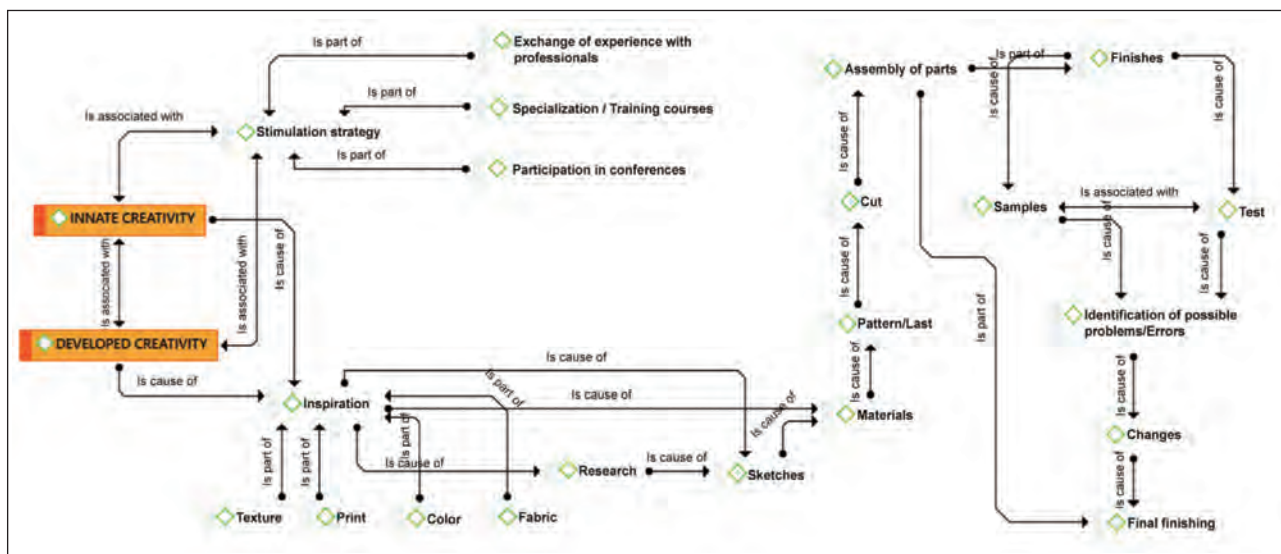 Is part of
Exchange of experience with
professionals
Is part of
Specialization / Training courses
Is associated with
Stimulation strategy
Is part of
Participation in conferences
INNATE CREATIVITY
Is associated with
Is associated with
Is cause of
DEVELOPED CREATIVITY
Is cause of
Inspiration
Is cause of
Is part of
Is cause of
Is part of
Is part of
Is part of
Is cause of
Research
Is cause of
Sketches
Is cause of
Texture
Print
Color
Fabric
Materials
Is cause of
Pattern/Last
Is cause of
Cut
Is cause of
Assembly of parts
Is part of
Finishes
Is cause of
Is cause of
Samples
Is associated with
Test
Is cause of
Is cause of
Is part of
Identification of possible
problems/Errors
Is cause of
Changes
Is cause of
Final finishing